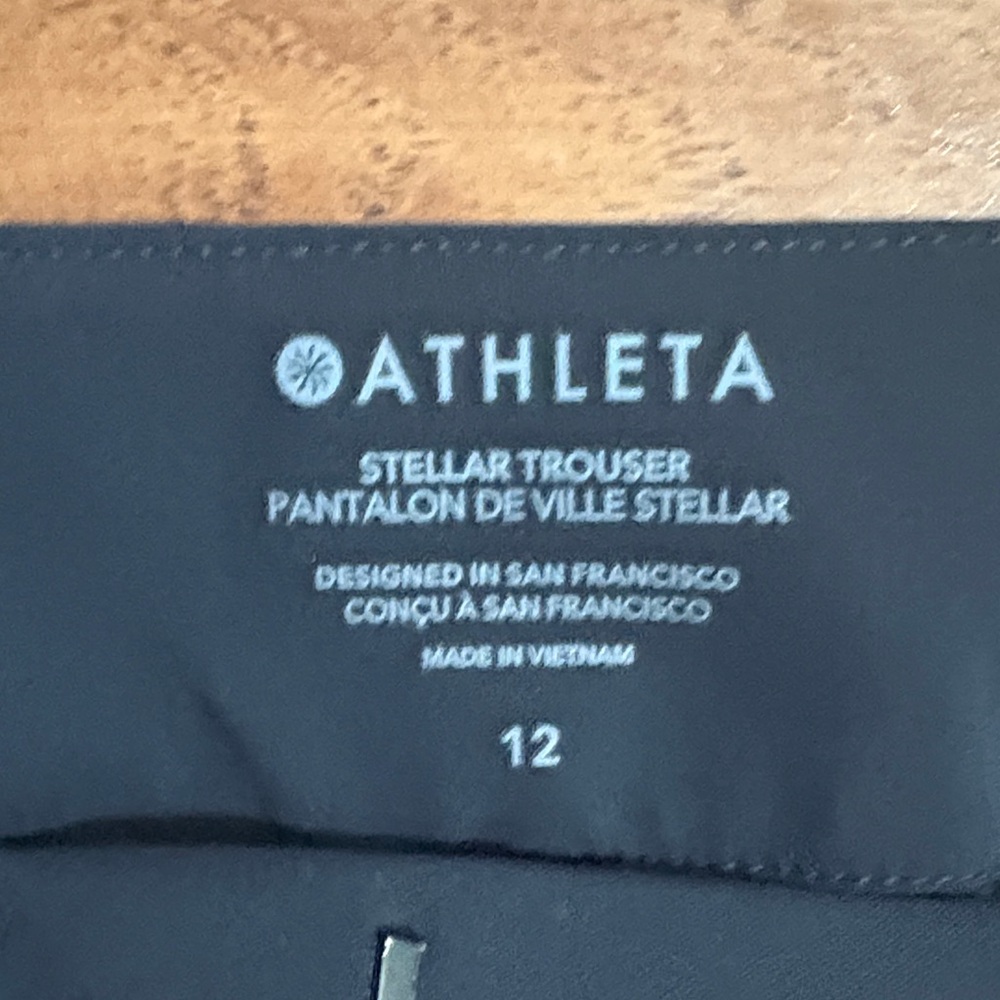 ATHLETA
STELLAR TROUSER
PANTALON DE VILLE STELLAR
DESIGNED IN SAN FRANCISCO
CONÇU À SAN FRANCISCO
MADE IN VIETNAM
12